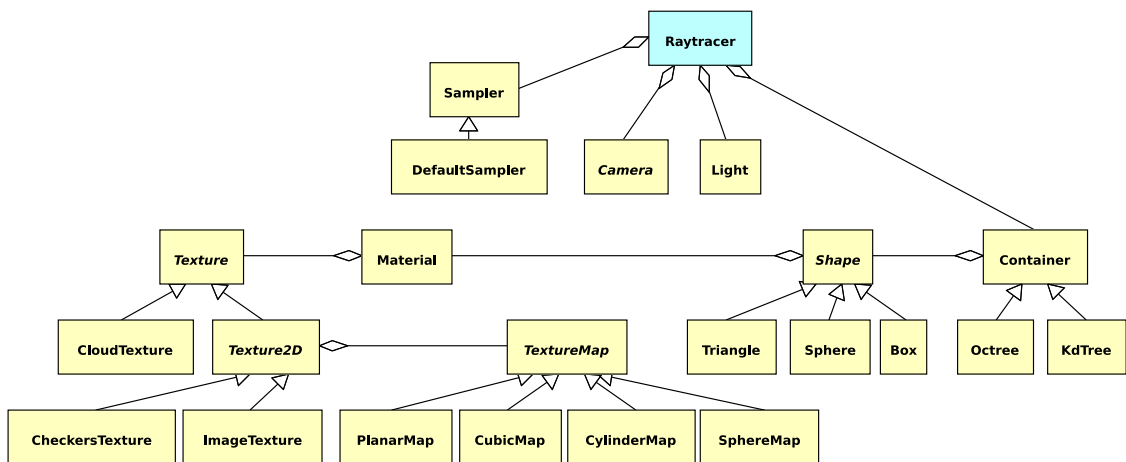 Raytracer
Sampler
DefaultSampler
Camera
Light
Texture
Material
Shape
Container
CloudTexture
Texture2D
TextureMap
Triangle
Sphere
Box
Octree
KdTree
CheckersTexture
ImageTexture
PlanarMap
CubicMap
CylinderMap
SphereMap